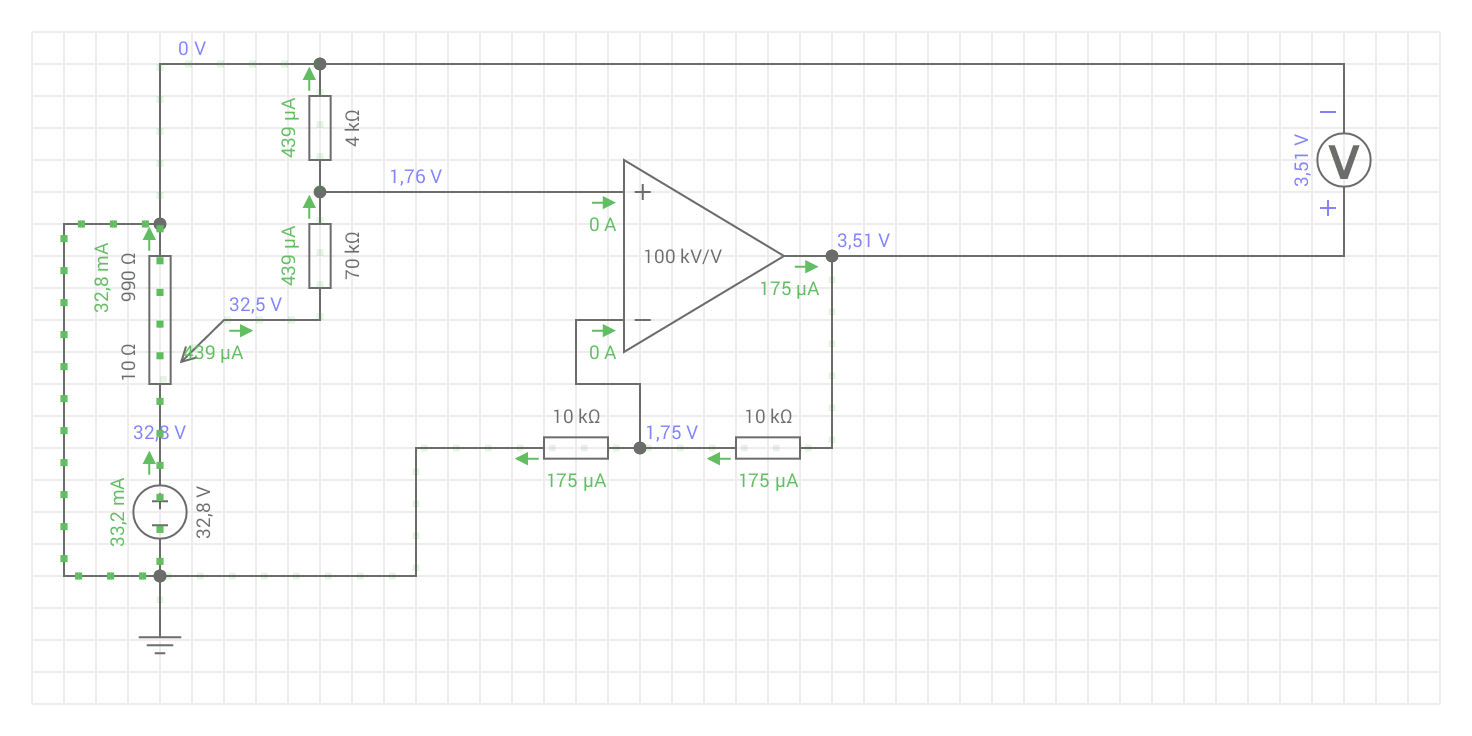 0 V
439 µA
4 kΩ
1,76 V
+
0 A
439 µA
70 kΩ
100 kV/V
3,51 V
175 µA
−
3,51 V
V
+
32,8 mA
990 Ω
10 Ω
32,5 V
439 µA
−
0 A
32,8 V
10 kΩ
1,75 V
10 kΩ
175 µA
175 µA
33,2 mA
+
−
32,8 V